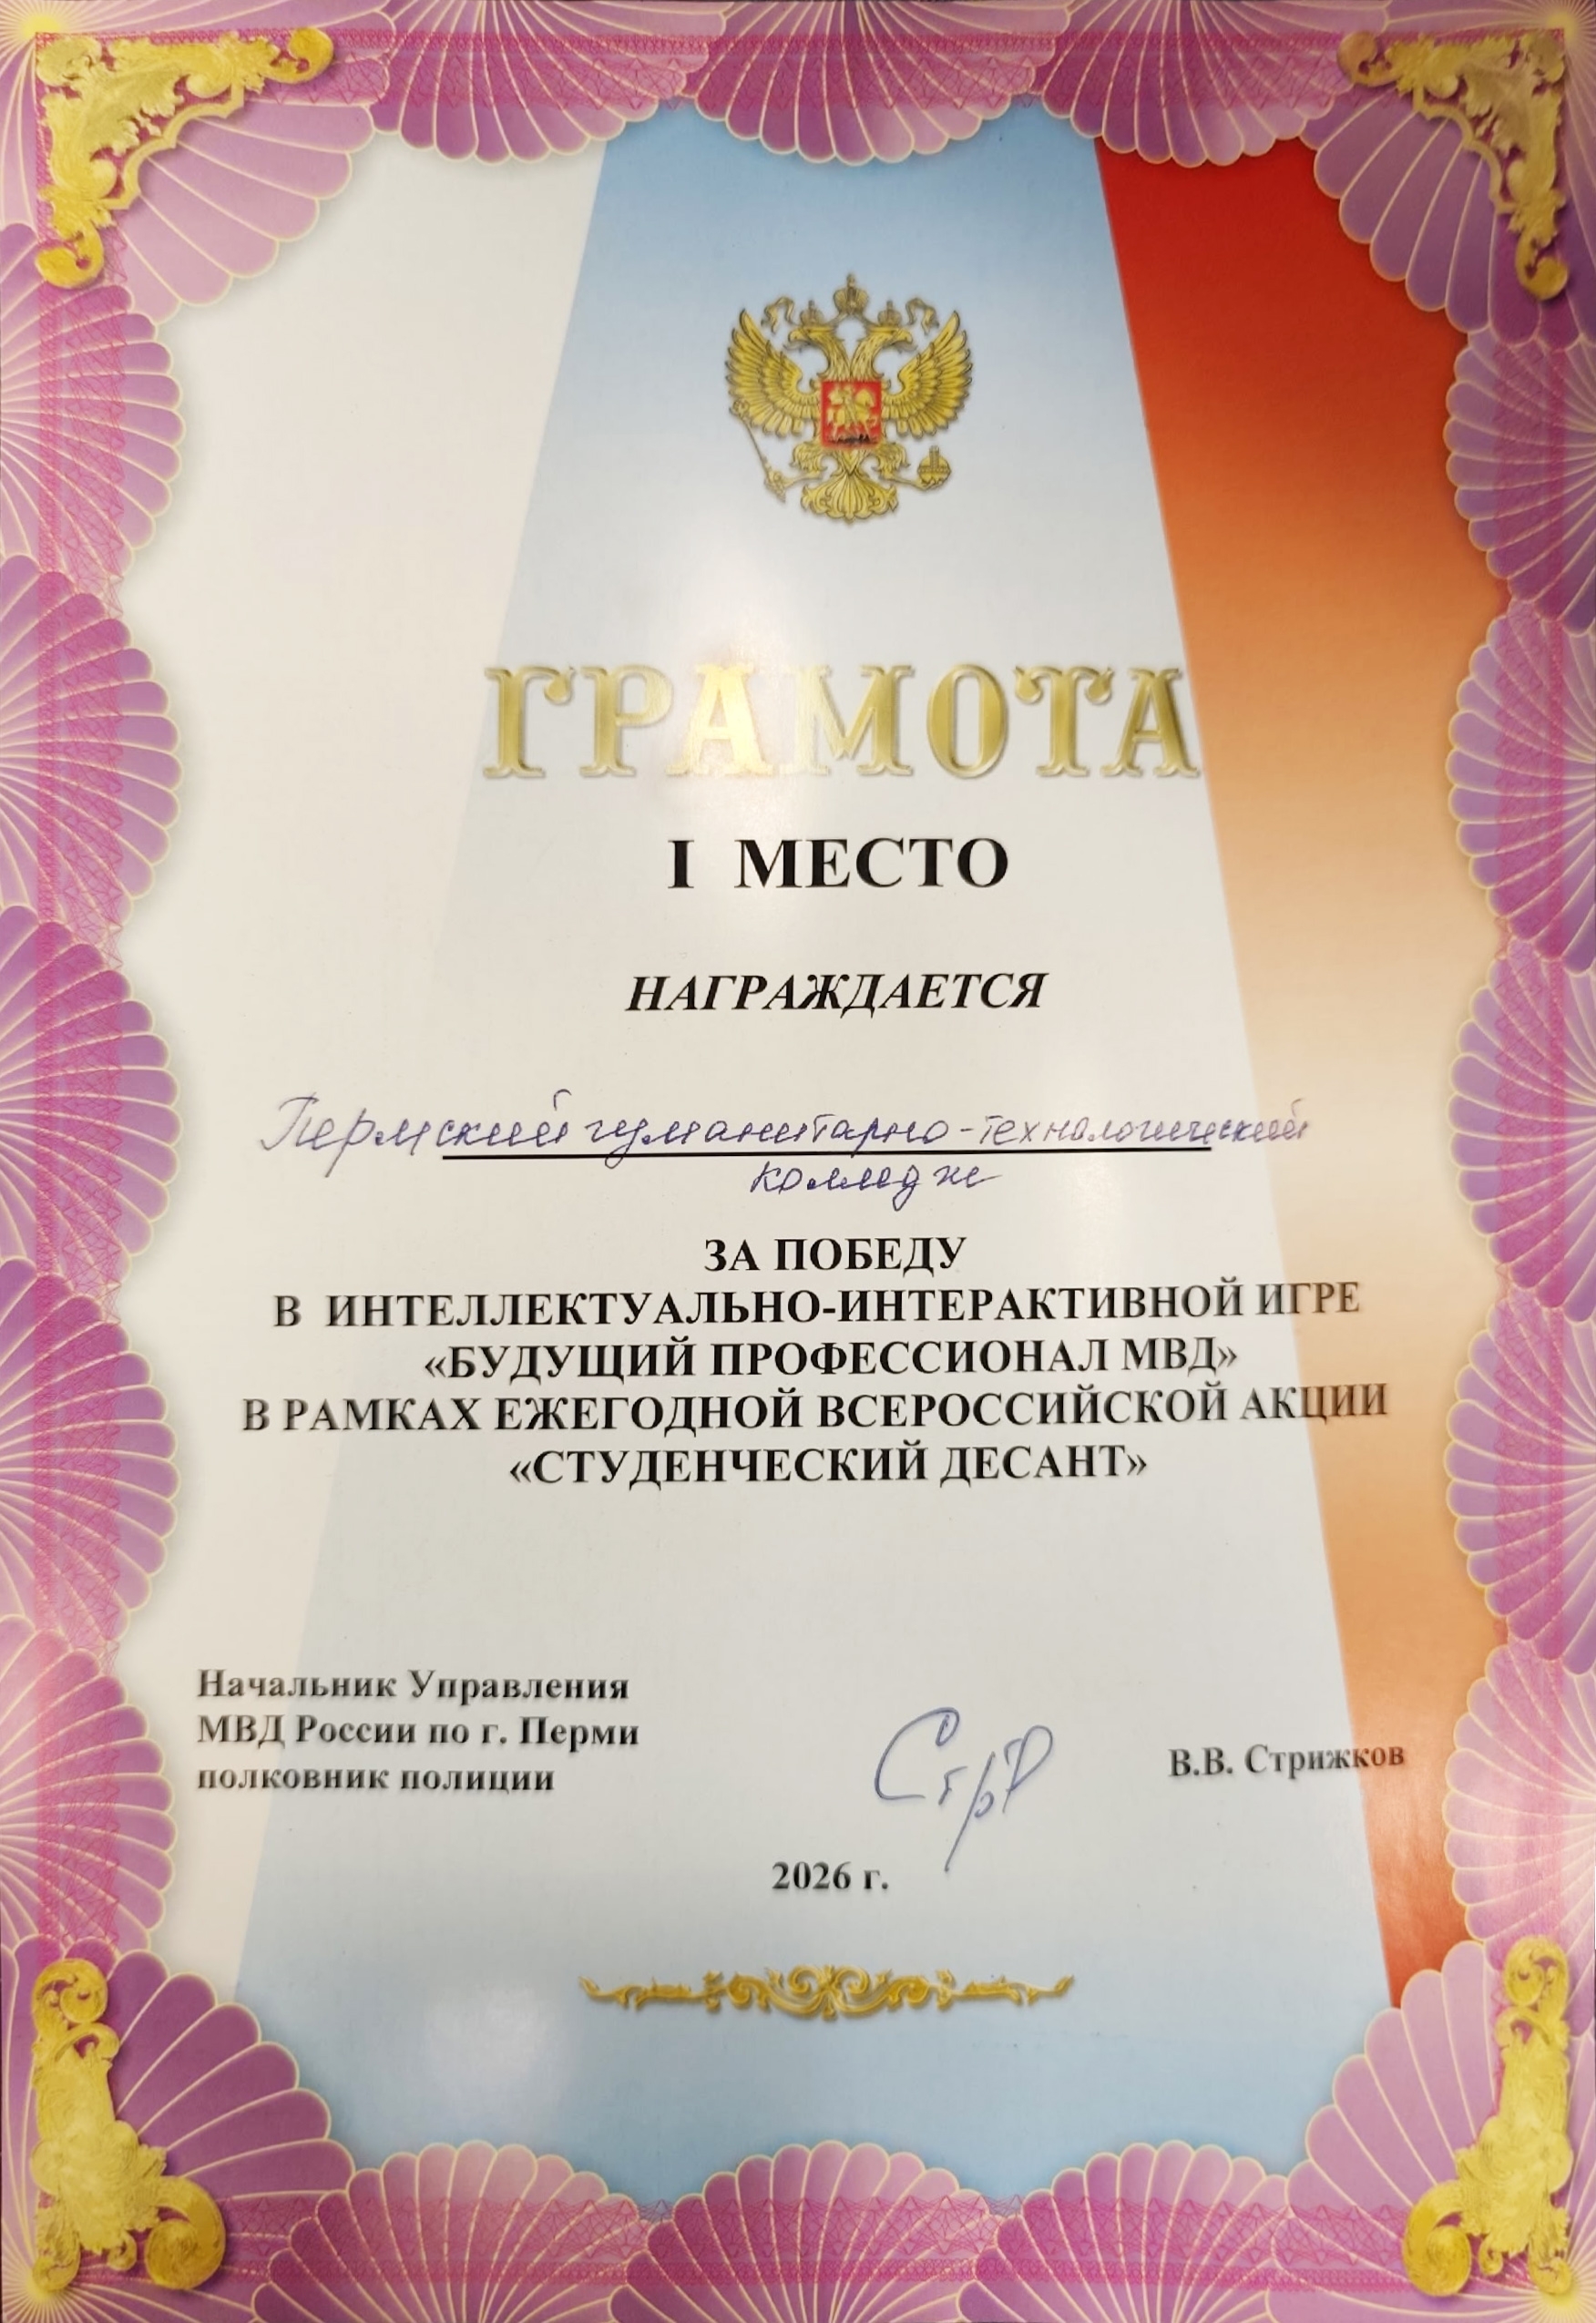 ГРАМОТА
I МЕСТО
НАГРАЖДАЕТСЯ
Пермский гуманитарно-технологический
колледж
ЗА ПОБЕДУ
В ИНТЕЛЛЕКТУАЛЬНО-ИНТЕРАКТИВНОЙ ИГРЕ
«БУДУЩИЙ ПРОФЕССИОНАЛ МВД»
В РАМКАХ ЕЖЕГОДНОЙ ВСЕРОССИЙСКОЙ АКЦИИ
«СТУДЕНЧЕСКИЙ ДЕСАНТ»
Начальник Управления
МВД России по г. Перми
полковник полиции
В.В. Стрижков
2026 г.